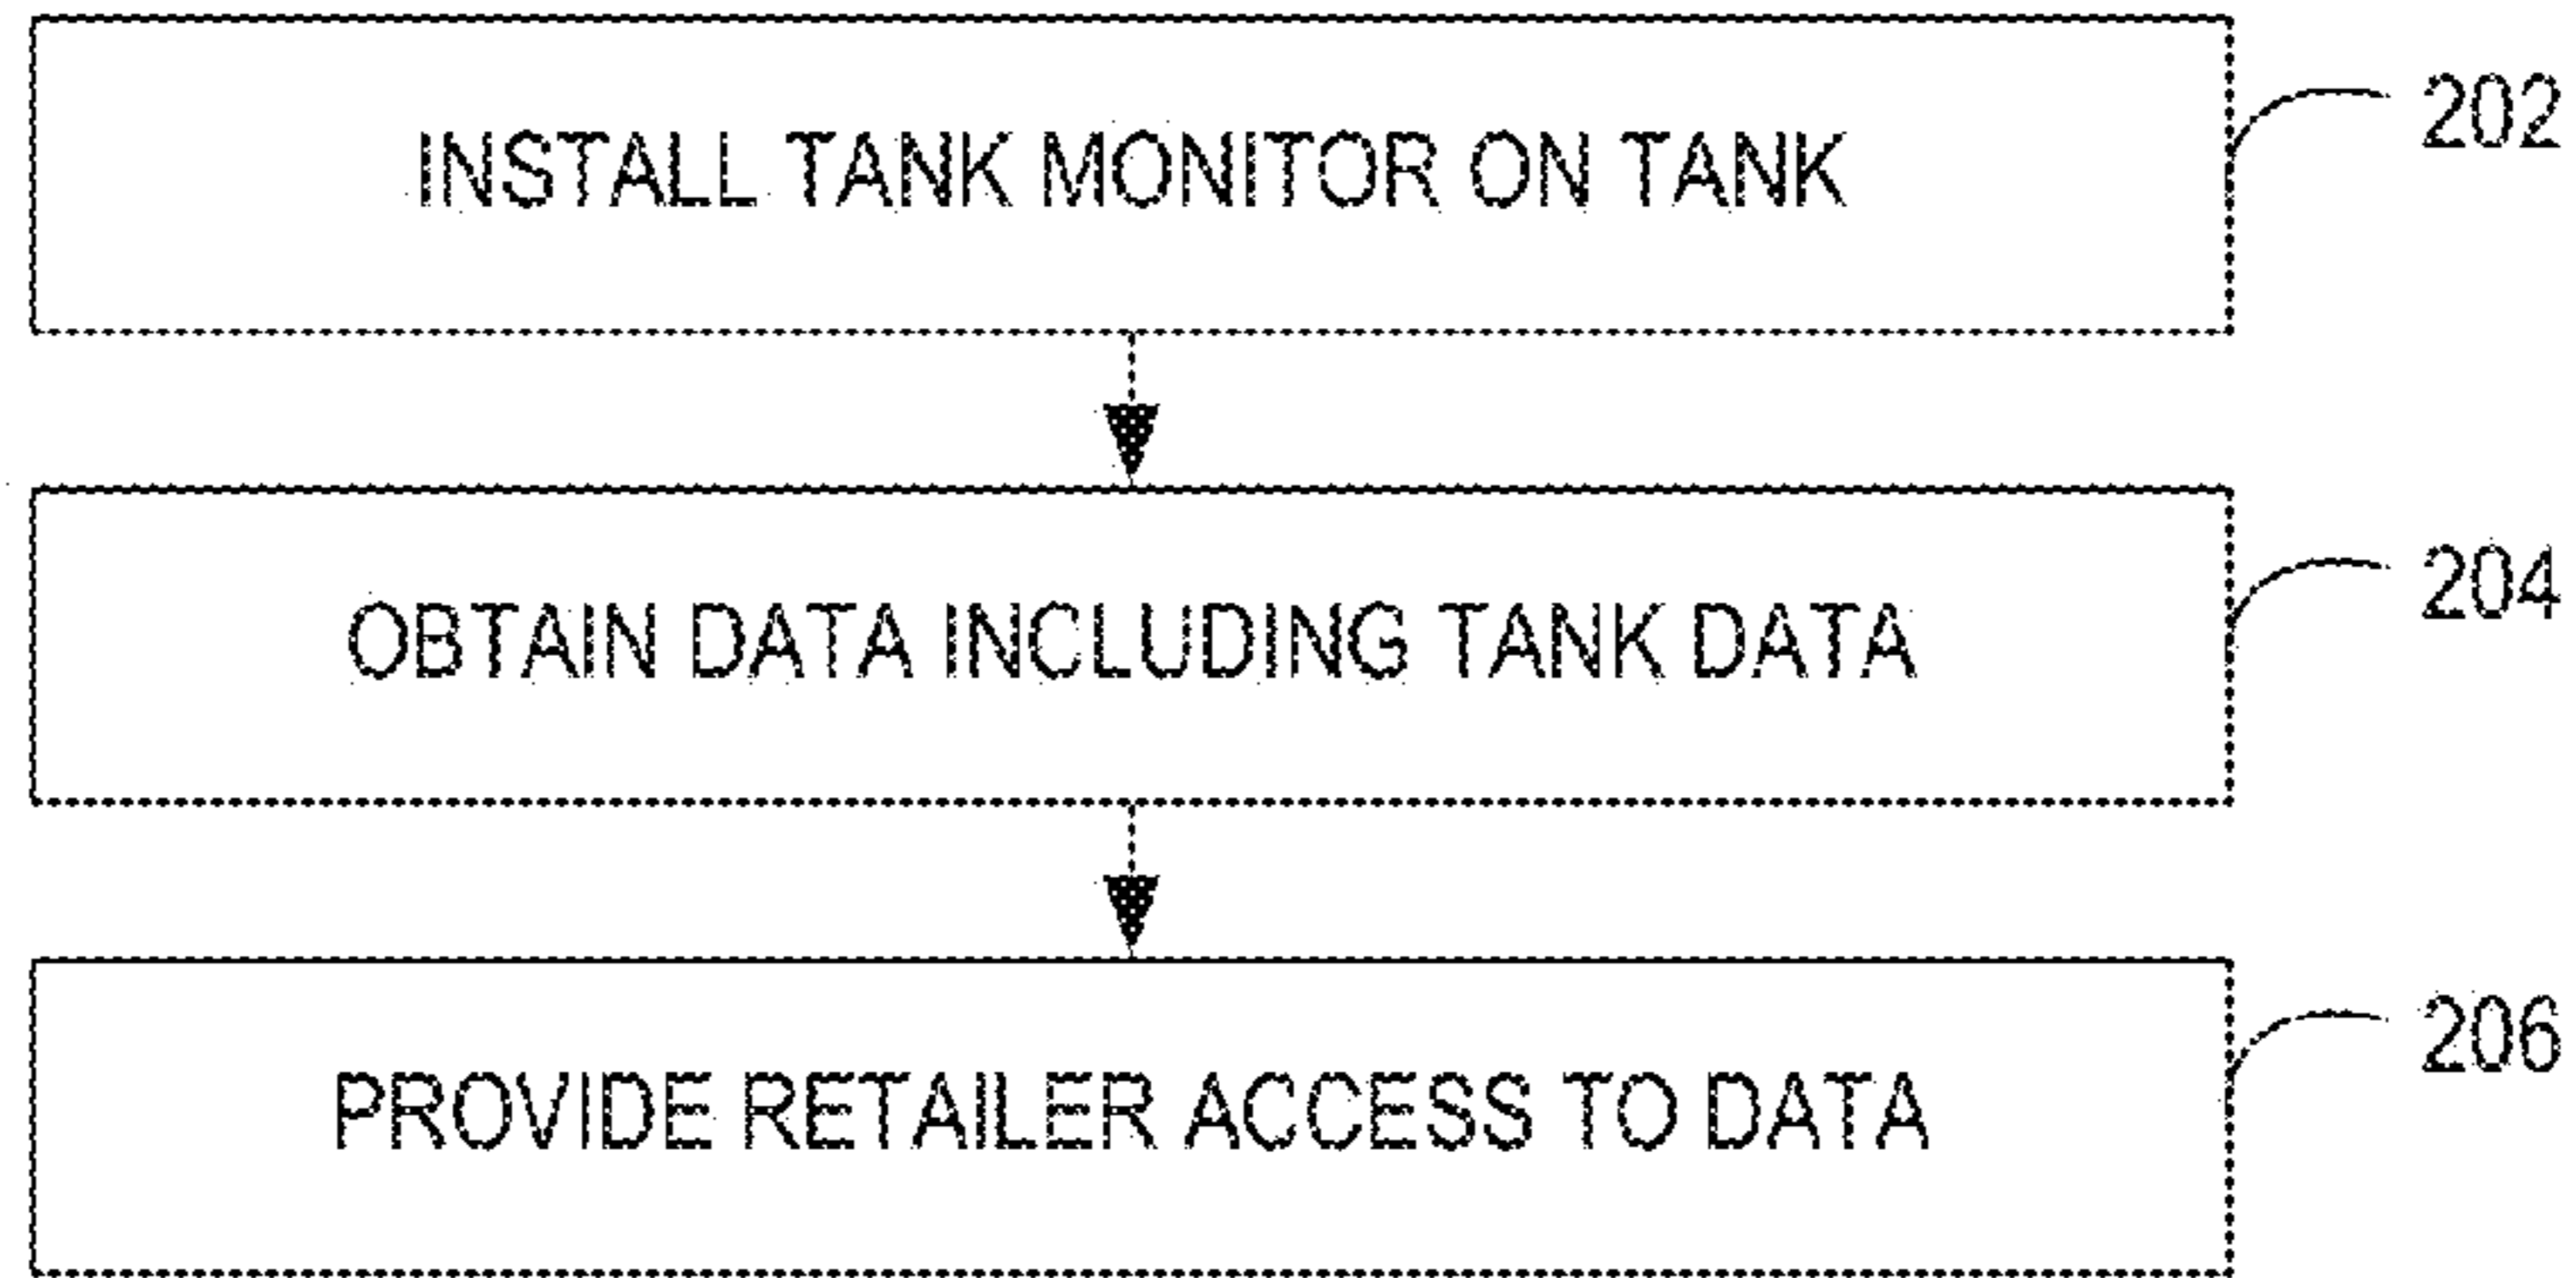 INSTALL TANK MONITOR ON TANK
202
OBTAIN DATA INCLUDING TANK DATA
204
PROVIDE RETAILER ACCESS TO DATA
206